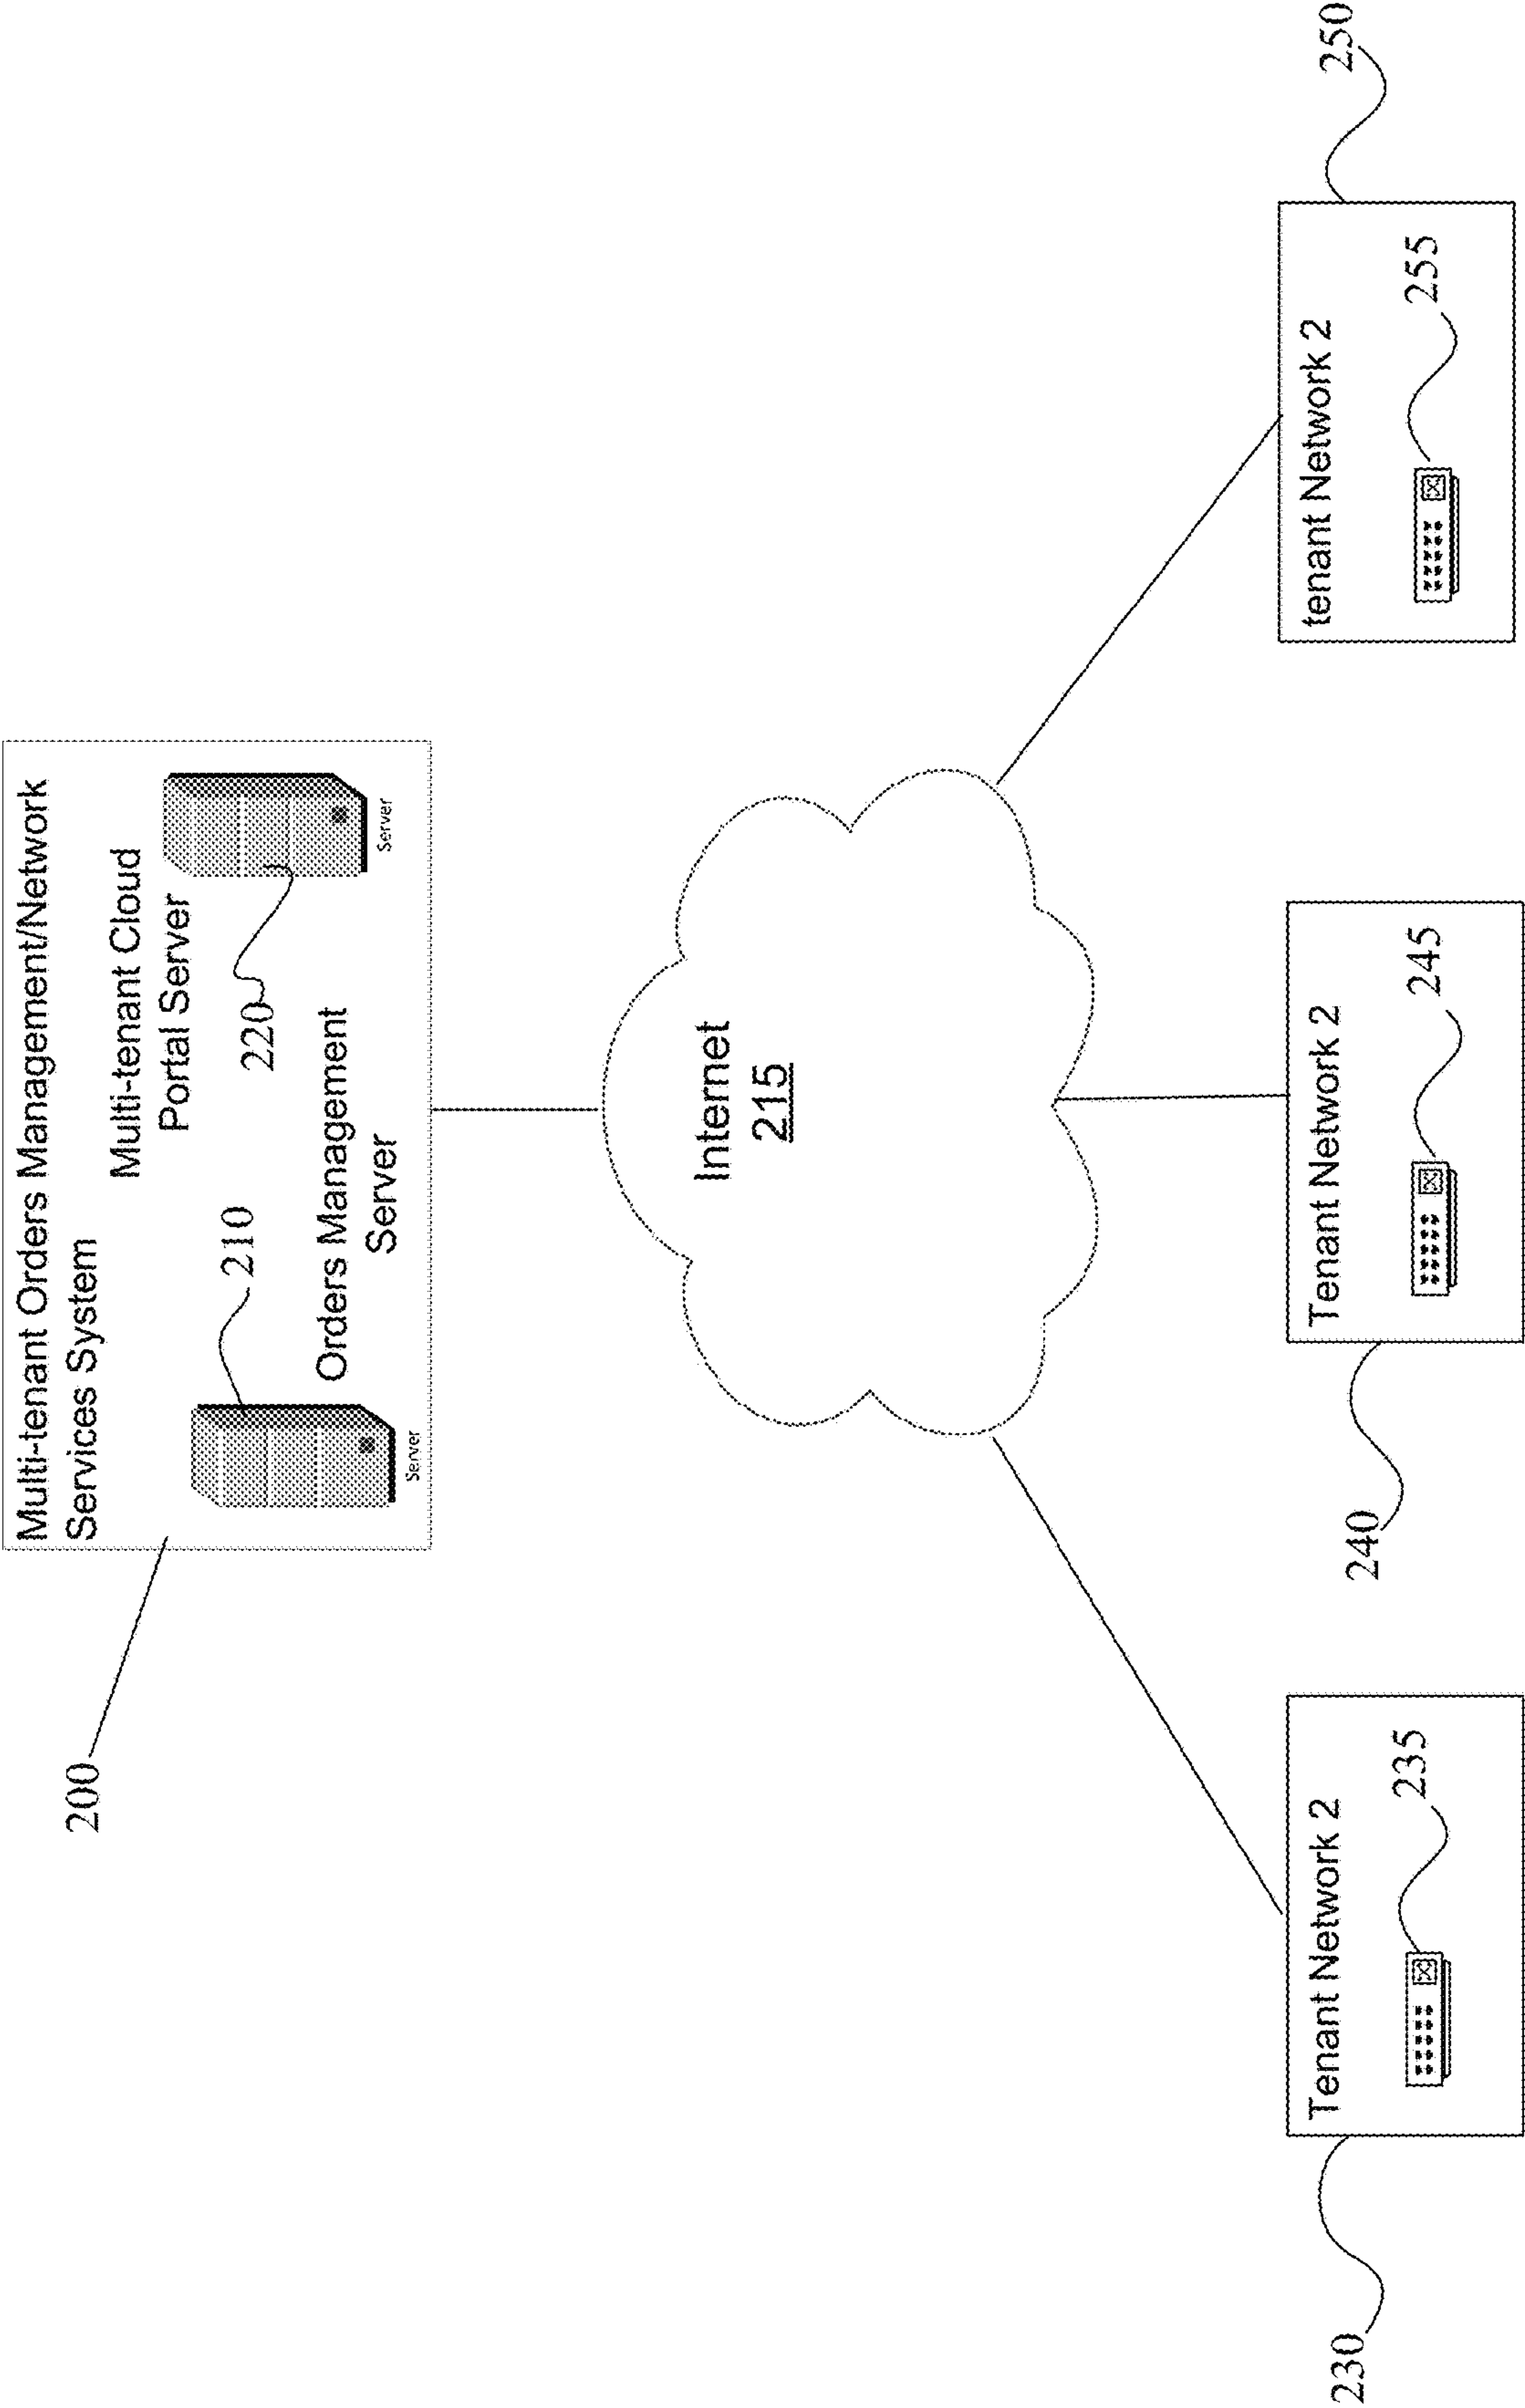 Multi-tenant Orders Management/Network
Services System
Multi-tenant Cloud
Portal Server
200
210
220
Server
Orders Management
Server
Server
Internet
215
Tenant Network 2
235
230
Tenant Network 2
245
240
tenant Network 2
255
250